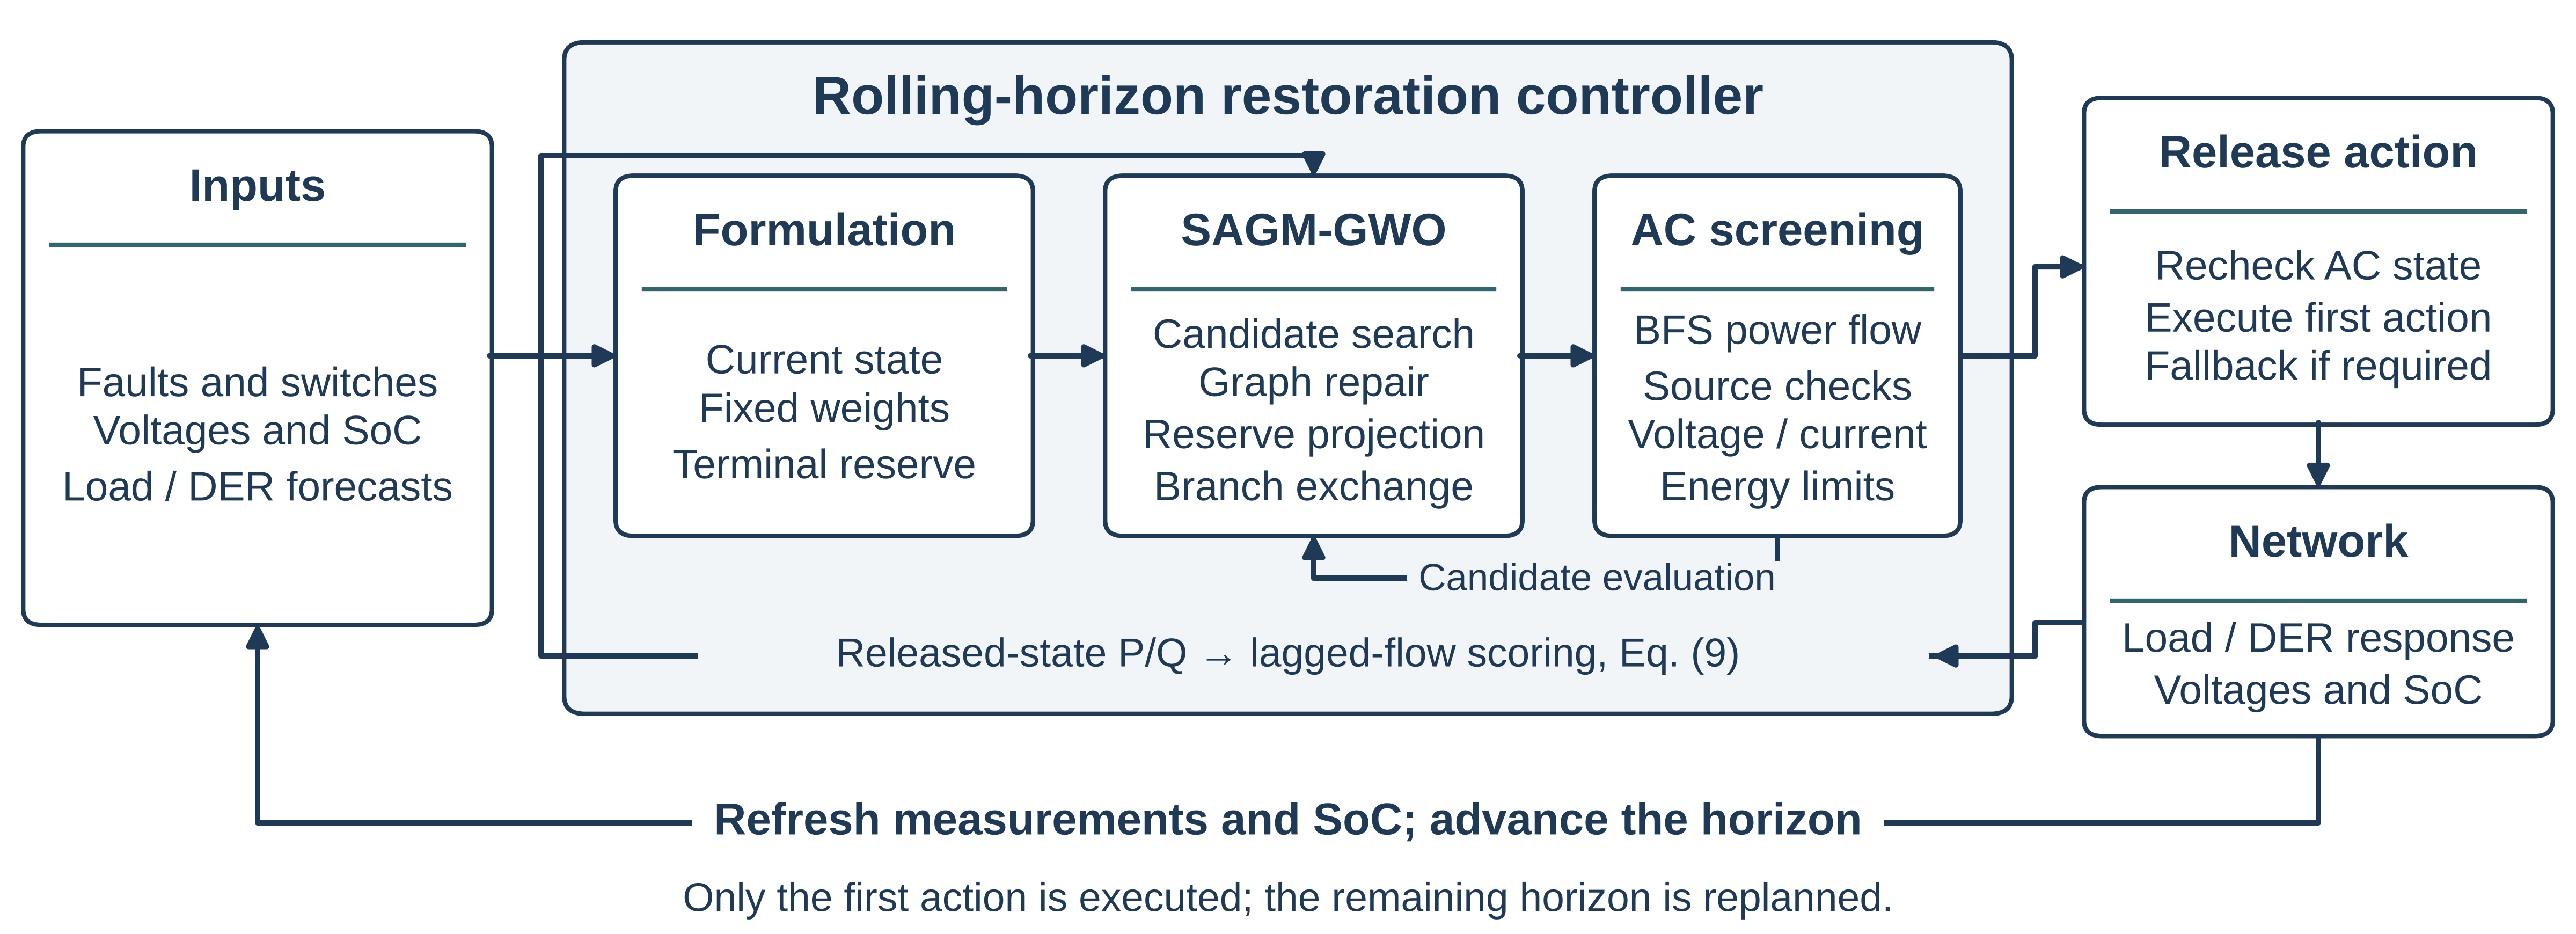 Rolling-horizon restoration controller
Inputs
Faults and switches
Voltages and SoC
Load / DER forecasts
Formulation
Current state
Fixed weights
Terminal reserve
SAGM-GWO
Candidate search
Graph repair
Reserve projection
Branch exchange
AC screening
BFS power flow
Source checks
Voltage / current
Energy limits
Candidate evaluation
Released-state P/Q → lagged-flow scoring, Eq. (9)
Release action
Recheck AC state
Execute first action
Fallback if required
Network
Load / DER response
Voltages and SoC
Refresh measurements and SoC; advance the horizon
Only the first action is executed; the remaining horizon is replanned.